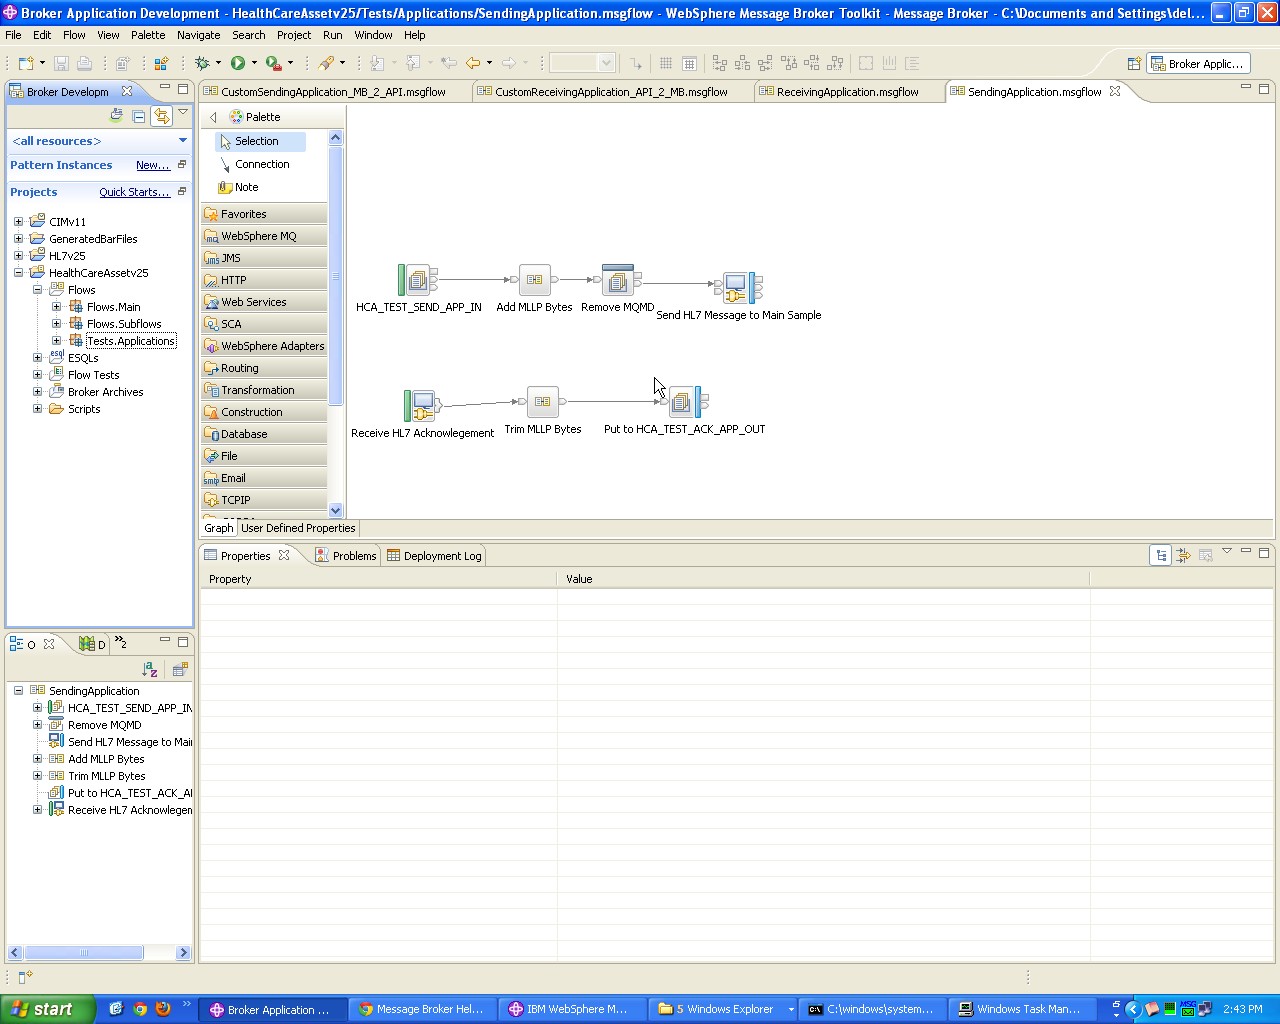 Broker Application Development - HealthCareAssetv25/Tests/Applications/SendingApplication.msgflow - WebSphere Message Broker Toolkit - Message Broker - C:\Documents and Settings\del...
File Edit Flow View Palette Navigate Search Project Run Window Help
Broker Applic...
Broker Developm
CustomSendingApplication_MB_2_API.msgflow
CustomReceivingApplication_API_2_MB.msgflow
ReceivingApplication.msgflow
SendingApplication.msgflow
<all resources>
Pattern Instances New...
Projects Quick Starts...
CIMv11
GeneratedBarFiles
HL7v25
HealthCareAssetv25
Flows
Flows.Main
Flows.Subflows
Tests.Applications
ESQLs
Flow Tests
Broker Archives
Scripts
Palette
Selection
Connection
Note
Favorites
WebSphere MQ
JMS
HTTP
Web Services
SCA
WebSphere Adapters
Routing
Transformation
Construction
Database
File
Email
TCPIP
HCA_TEST_SEND_APP_IN
Add MLLP Bytes
Remove MQMD
Send HL7 Message to Main Sample
Receive HL7 Acknowlegement
Trim MLLP Bytes
Put to HCA_TEST_ACK_APP_OUT
Graph User Defined Properties
Properties Problems Deployment Log
Property Value
O D »2
SendingApplication
HCA_TEST_SEND_APP_IN
Remove MQMD
Send HL7 Message to Mai
Add MLLP Bytes
Trim MLLP Bytes
Put to HCA_TEST_ACK_A
Receive HL7 Acknowlegen
start
Broker Application ...
Message Broker Hel...
IBM WebSphere M...
5 Windows Explorer
C:\windows\system...
Windows Task Man...
5
2:43 PM